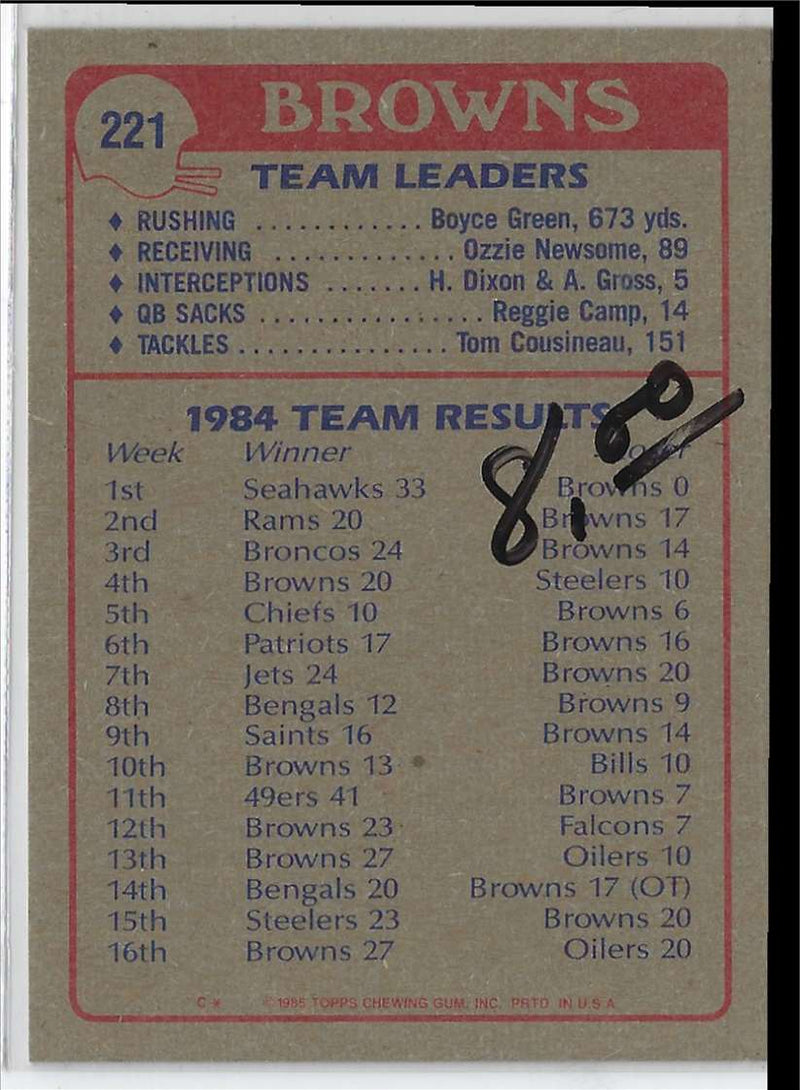 221
BROWNS
TEAM LEADERS
♦ RUSHING ............ Boyce Green, 673 yds.
♦ RECEIVING ............. Ozzie Newsome, 89
♦ INTERCEPTIONS ....... H. Dixon & A. Gross, 5
♦ QB SACKS ................. Reggie Camp, 14
♦ TACKLES ................ Tom Cousineau, 151
8.00
1984 TEAM RESULTS
Week Winner Loser
1st Seahawks 33 Browns 0
2nd Rams 20 Browns 17
3rd Broncos 24 Browns 14
4th Browns 20 Steelers 10
5th Chiefs 10 Browns 6
6th Patriots 17 Browns 16
7th Jets 24 Browns 20
8th Bengals 12 Browns 9
9th Saints 16 Browns 14
10th Browns 13 Bills 10
11th 49ers 41 Browns 7
12th Browns 23 Falcons 7
13th Browns 27 Oilers 10
14th Bengals 20 Browns 17 (OT)
15th Steelers 23 Browns 20
16th Browns 27 Oilers 20
C* © 1985 TOPPS CHEWING GUM, INC. PRTD. IN U.S.A.